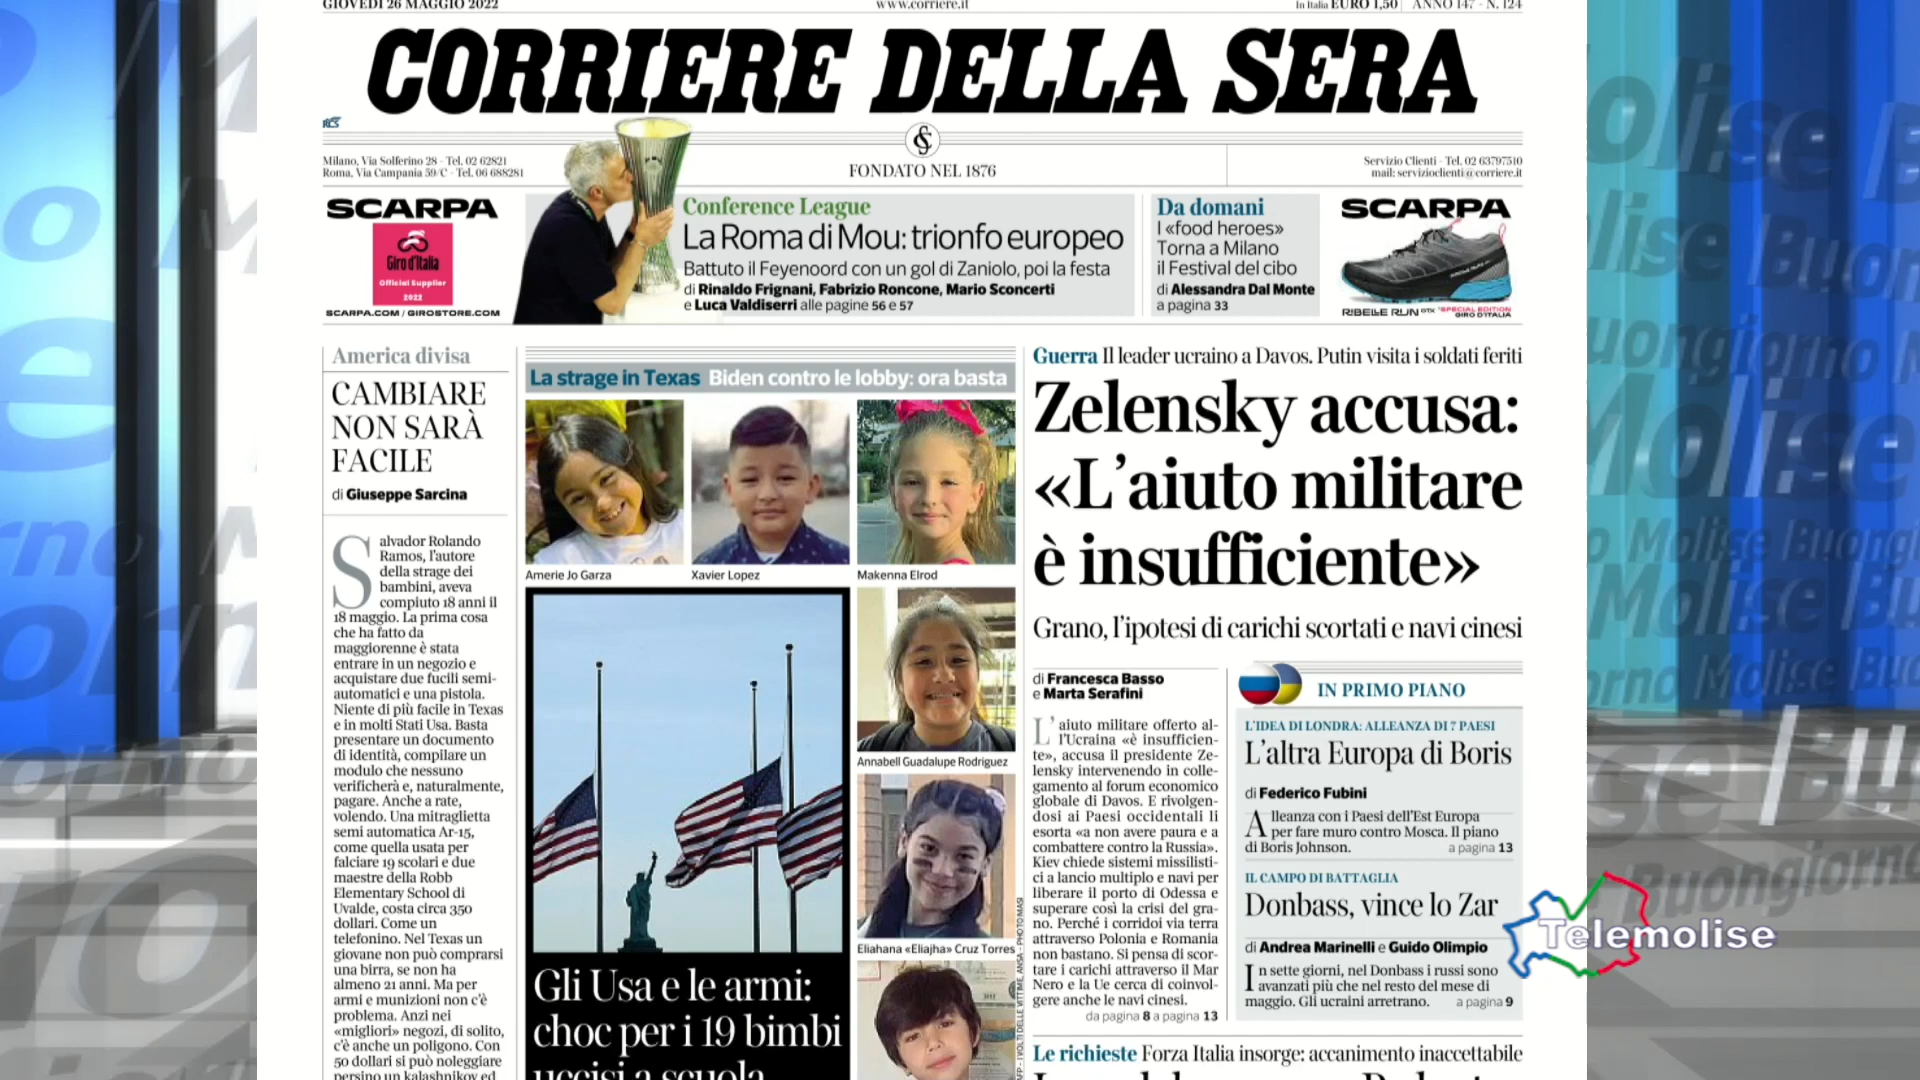 GIOVEDÌ 26 MAGGIO 2022
www.corriere.it
In Italia EURO 1,50 ANNO 147 - N. 124
CORRIERE DELLA SERA
RCS
Milano, Via Solferino 28 - Tel. 02 62821
Roma, Via Campania 59/C - Tel. 06 688281
FONDATO NEL 1876
Servizio Clienti - Tel. 02 63797510
mail: servizioclienti@corriere.it
SCARPA
Giro d'Italia
Official Supplier
2022
SCARPA.COM / GIROSTORE.COM
Conference League
La Roma di Mou: trionfo europeo
Battuto il Feyenoord con un gol di Zaniolo, poi la festa
di Rinaldo Frignani, Fabrizio Roncone, Mario Sconcerti
e Luca Valdiserri alle pagine 56 e 57
Da domani
I «food heroes»
Torna a Milano
il Festival del cibo
di Alessandra Dal Monte
a pagina 33
SCARPA
RIBELLE RUN GTX "SPECIAL EDITION
GIRO D'ITALIA
America divisa
CAMBIARE
NON SARÀ
FACILE
di Giuseppe Sarcina
Salvador Rolando
Ramos, l'autore
della strage dei
bambini, aveva
compiuto 18 anni il
18 maggio. La prima cosa
che ha fatto da
maggiorenne è stata
entrare in un negozio e
acquistare due fucili semi-
automatici e una pistola.
Niente di più facile in Texas
e in molti Stati Usa. Basta
presentare un documento
di identità, compilare un
modulo che nessuno
verificherà e, naturalmente,
pagare. Anche a rate,
volendo. Una mitraglietta
semi automatica Ar-15,
come quella usata per
falciare 19 scolari e due
maestre della Robb
Elementary School di
Uvalde, costa circa 350
dollari. Come un
telefonino. Nel Texas un
giovane non può comprarsi
una birra, se non ha
almeno 21 anni. Ma per
armi e munizioni non c'è
problema. Anzi nei
«migliori» negozi, di solito,
c'è anche un poligono. Con
50 dollari si può noleggiare
persino un kalashnikov ed
La strage in Texas Biden contro le lobby: ora basta
Amerie Jo Garza
Xavier Lopez
Makenna Elrod
Annabell Guadalupe Rodriguez
Eliahana «Eliajha» Cruz Torres
AFP - I VOLTI DELLE VITTIME, ANSA - PHOTO MASI
Gli Usa e le armi:
choc per i 19 bimbi
uccisi a scuola
Guerra Il leader ucraino a Davos. Putin visita i soldati feriti
Zelensky accusa:
«L'aiuto militare
è insufficiente»
Grano, l'ipotesi di carichi scortati e navi cinesi
di Francesca Basso
e Marta Serafini
L'aiuto militare offerto al-
l'Ucraina «è insufficien-
te», accusa il presidente Ze-
lensky intervenendo in colle-
gamento al forum economico
globale di Davos. E rivolgen-
dosi ai Paesi occidentali li
esorta «a non avere paura e a
combattere contro la Russia».
Kiev chiede sistemi missilisti-
ci a lancio multiplo e navi per
liberare il porto di Odessa e
superare così la crisi del gra-
no. Perché i corridoi via terra
attraverso Polonia e Romania
non bastano. Si pensa di scor-
tare i carichi attraverso il Mar
Nero e la Ue cerca di coinvol-
gere anche le navi cinesi.
da pagina 8 a pagina 13
IN PRIMO PIANO
L'IDEA DI LONDRA: ALLEANZA DI 7 PAESI
L'altra Europa di Boris
di Federico Fubini
Alleanza con i Paesi dell'Est Europa
per fare muro contro Mosca. Il piano
di Boris Johnson. a pagina 13
IL CAMPO DI BATTAGLIA
Donbass, vince lo Zar
di Andrea Marinelli e Guido Olimpio
In sette giorni, nel Donbass i russi sono
avanzati più che nel resto del mese di
maggio. Gli ucraini arretrano. a pagina 9
Le richieste Forza Italia insorge: accanimento inaccettabile
Telemolise
Buongiorno Molise